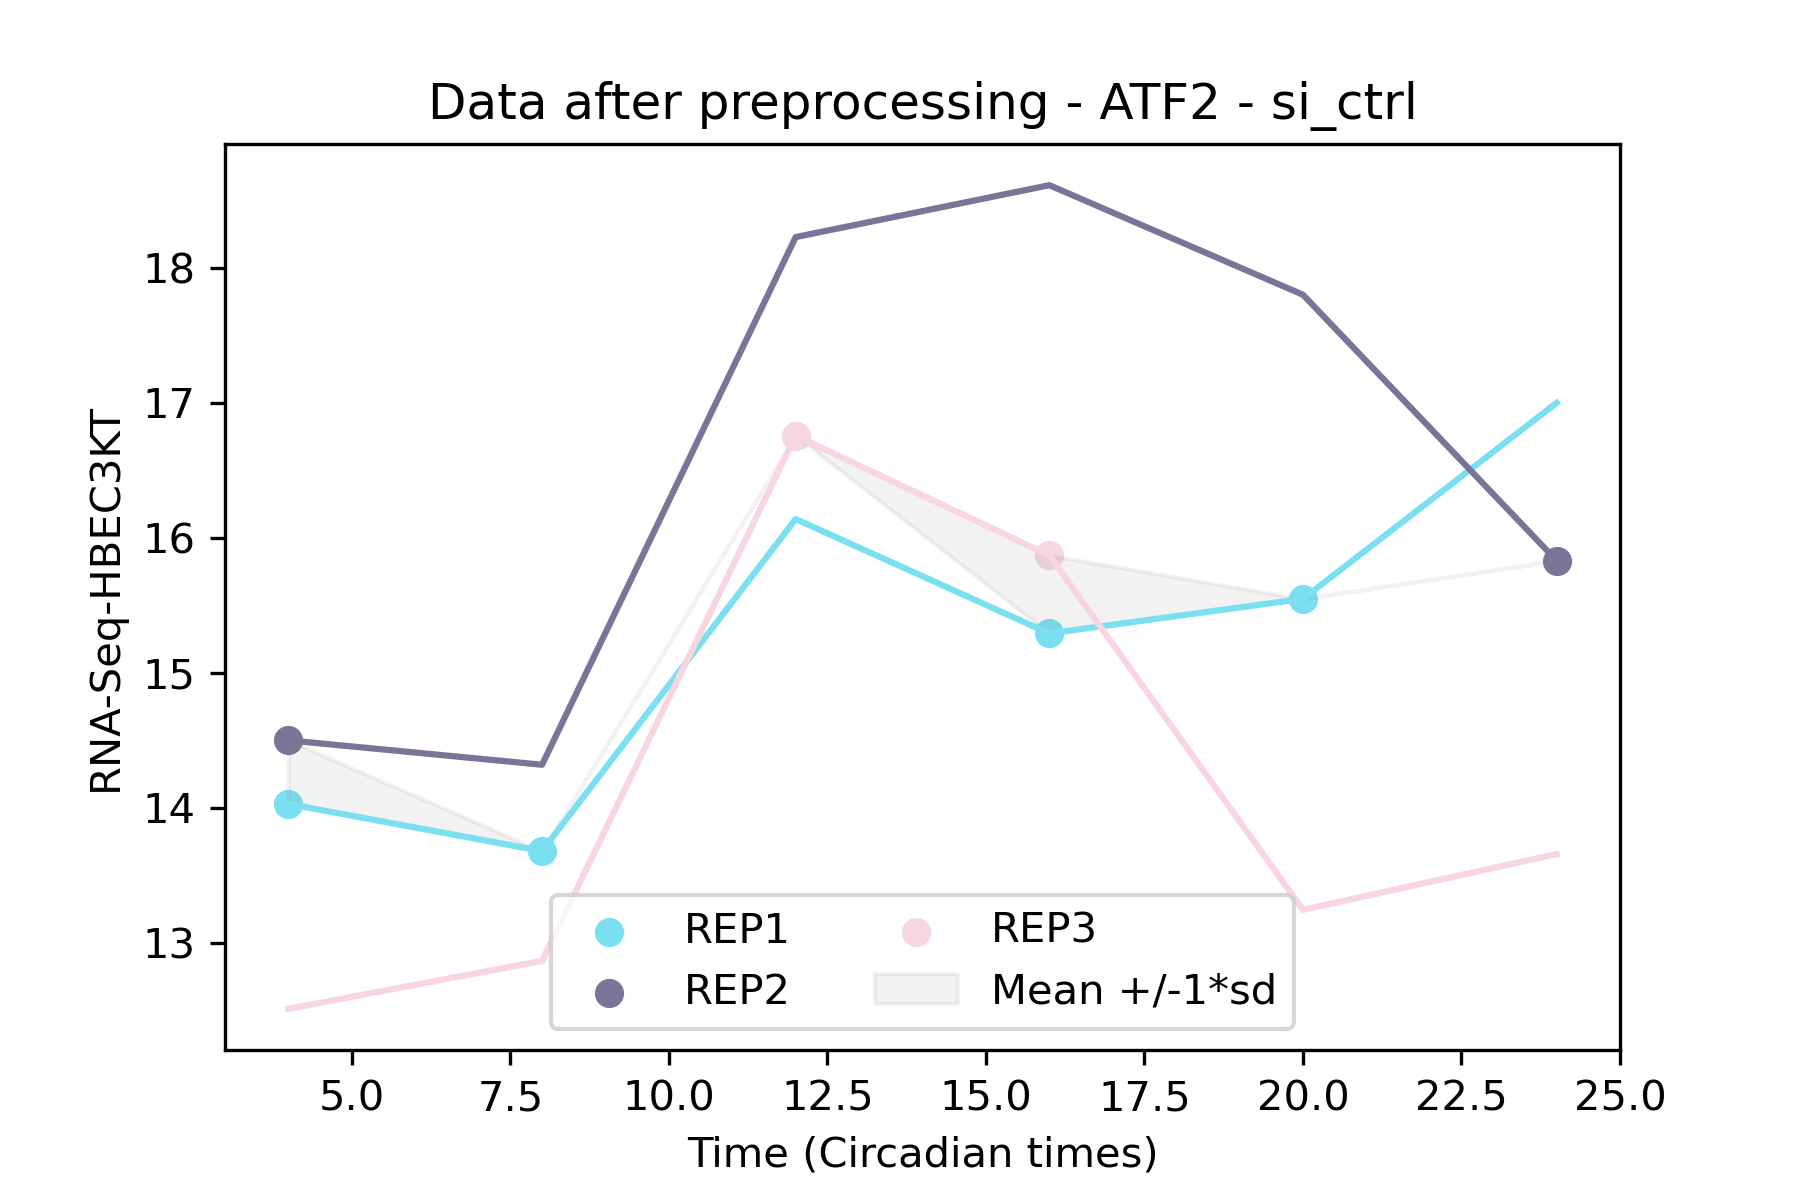 Data after preprocessing - ATF2 - si_ctrl
RNA-Seq-HBEC3KT
18
17
16
15
14
13
REP1
REP2
REP3
Mean +/-1*sd
5.0 7.5 10.0 12.5 15.0 17.5 20.0 22.5 25.0
Time (Circadian times)